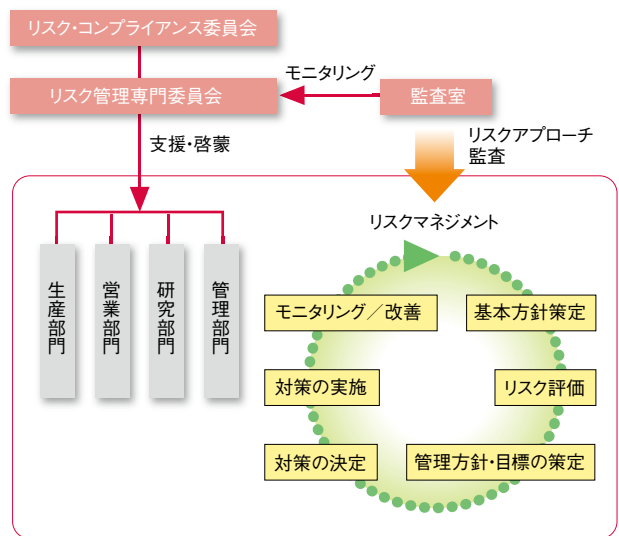 リスク・コンプライアンス委員会
リスク管理専門委員会
モニタリング
監査室
支援・啓蒙
リスクアプローチ
監査
リスクマネジメント
生産部門
営業部門
研究部門
管理部門
モニタリング／改善
基本方針策定
対策の実施
リスク評価
対策の決定
管理方針・目標の策定